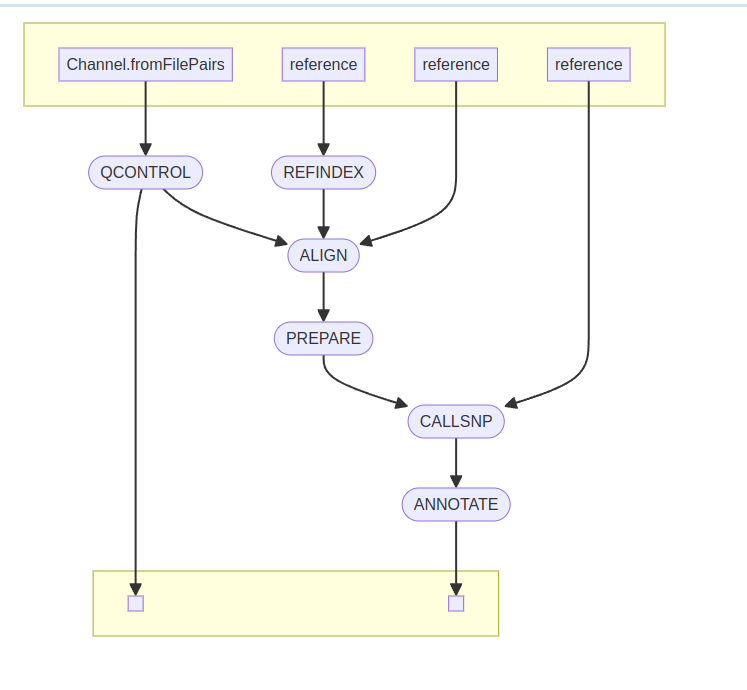 Channel.fromFilePairs
reference
reference
reference
QCONTROL
REFINDEX
ALIGN
PREPARE
CALLSNP
ANNOTATE